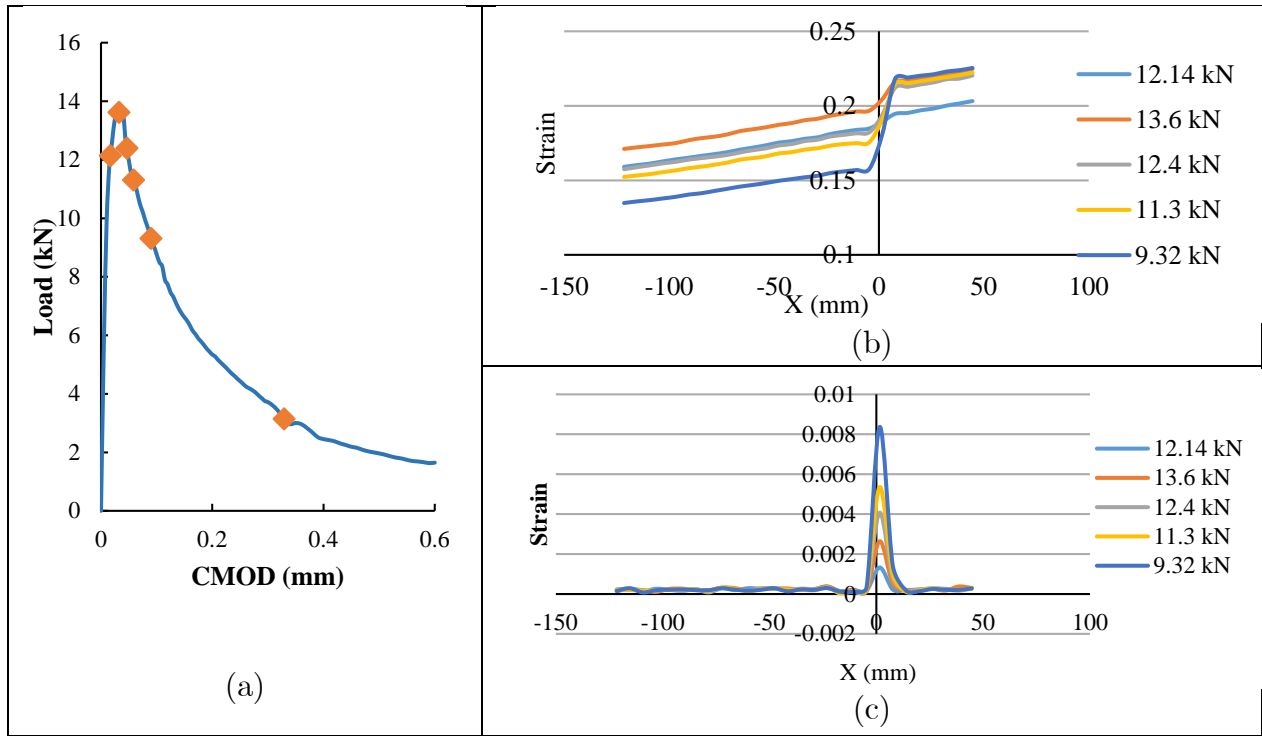 16
14
12
10
8
6
4
2
0
0 0.2 0.4 0.6
Load (kN)
CMOD (mm)
(a)
0.25
0.2
0.15
0.1
-150 -100 -50 0 50 100
Strain
X (mm)
12.14 kN
13.6 kN
12.4 kN
11.3 kN
9.32 kN
(b)
0.01
0.008
0.006
0.004
0.002
0
-0.002
-150 -100 -50 0 50 100
Strain
X (mm)
12.14 kN
13.6 kN
12.4 kN
11.3 kN
9.32 kN
(c)